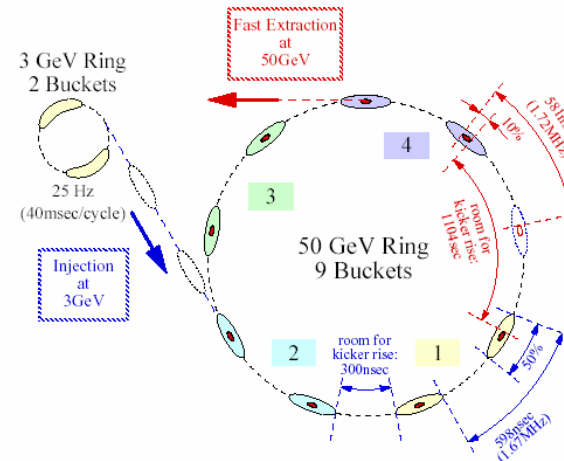 Fast Extraction
at
50GeV
3 GeV Ring
2 Buckets
25 Hz
(40msec/cycle)
Injection
at
3GeV
50 GeV Ring
9 Buckets
4
3
2
1
10%
581n
(1.72MHz)
room for
kicker rise:
1104sec
room for
kicker rise:
300nsec
50%
598nsec
(1.67MHz)